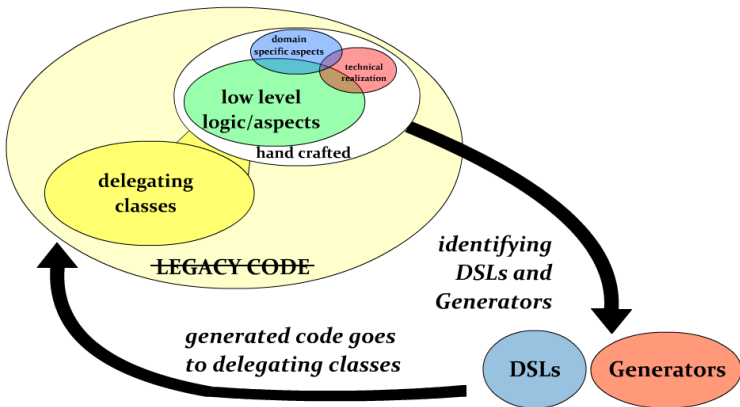 domain
specific aspects
technical
realization
low level
logic/aspects
hand crafted
delegating
classes
LEGACY CODE
identifying
DSLs and
Generators
generated code goes
to delegating classes
DSLs
Generators